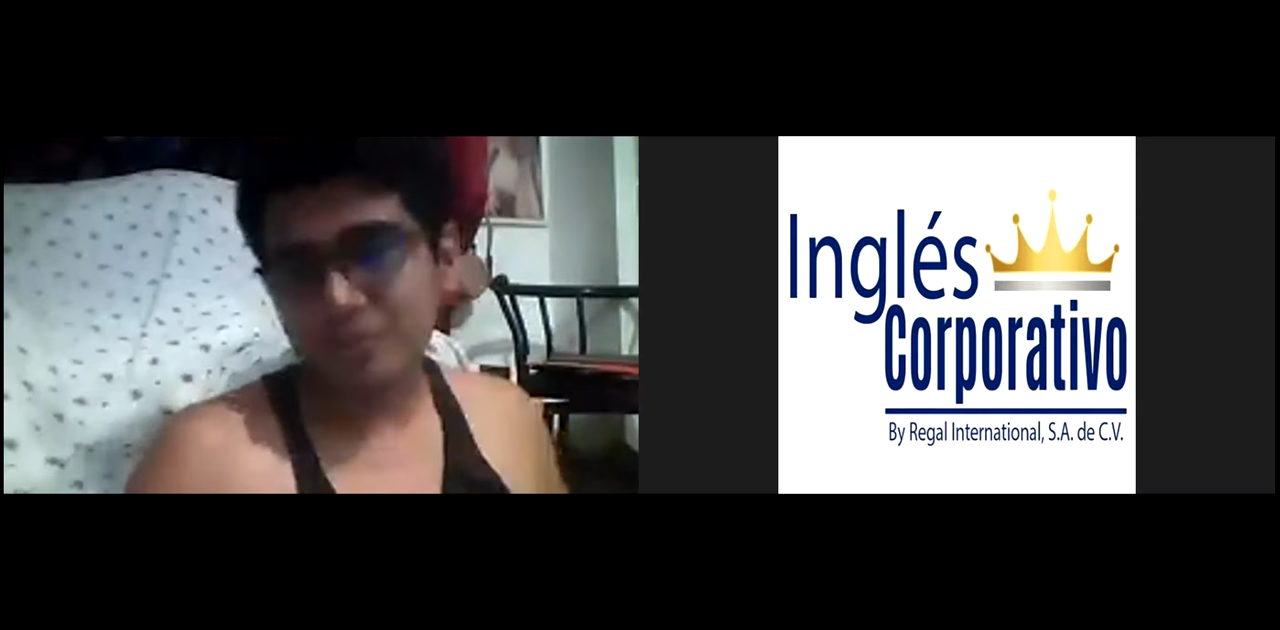 Inglés
Corporativo
By Regal International, S.A. de C.V.